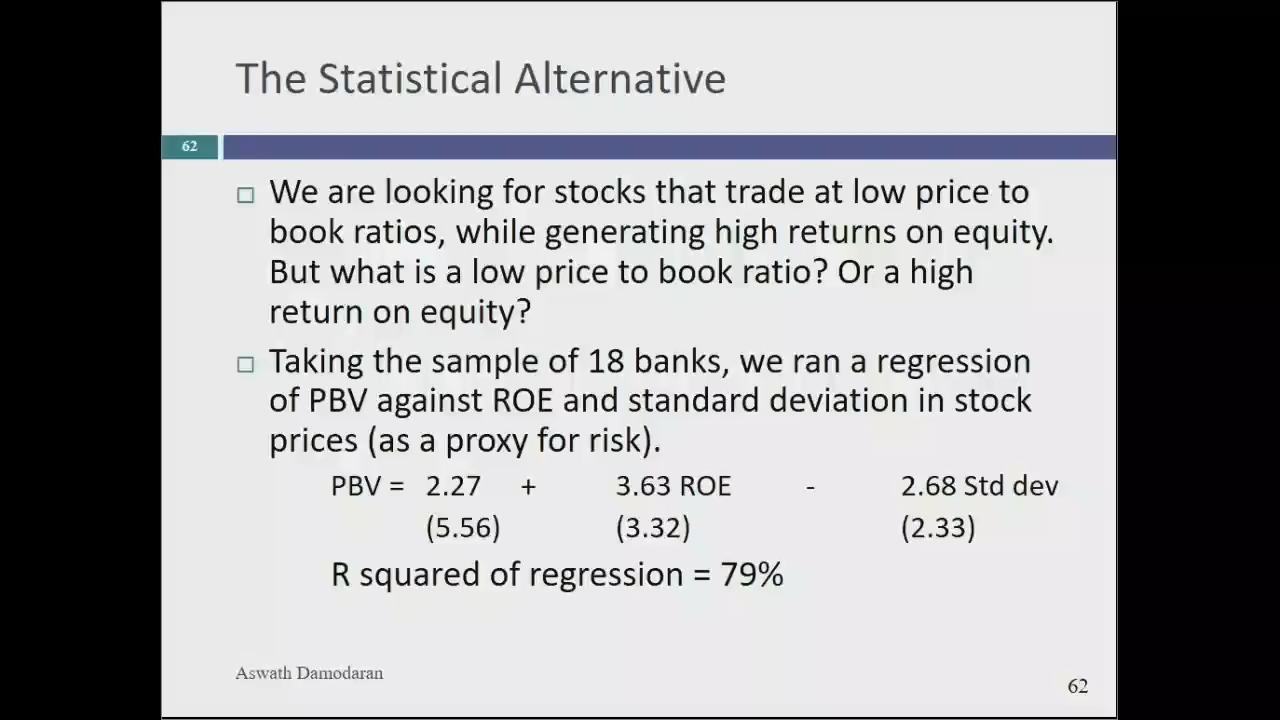 The Statistical Alternative
62
We are looking for stocks that trade at low price to
book ratios, while generating high returns on equity.
But what is a low price to book ratio? Or a high
return on equity?
Taking the sample of 18 banks, we ran a regression
of PBV against ROE and standard deviation in stock
prices (as a proxy for risk).
PBV = 2.27 + 3.63 ROE - 2.68 Std dev
(5.56) (3.32) (2.33)
R squared of regression = 79%
Aswath Damodaran
62